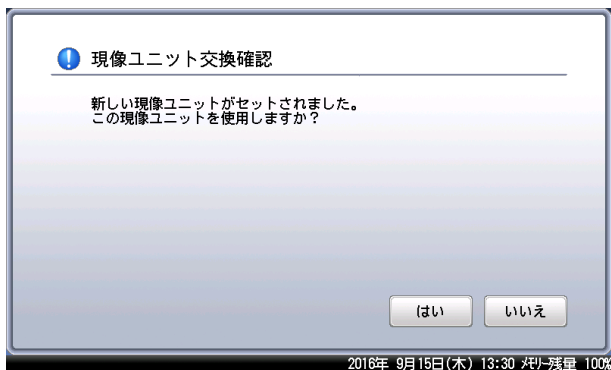 現像ユニット交換確認
新しい現像ユニットがセットされました。
この現像ユニットを使用しますか？
はい
いいえ
2016年 9月15日(木) 13:30 ﾒﾓﾘｰ残量 100%